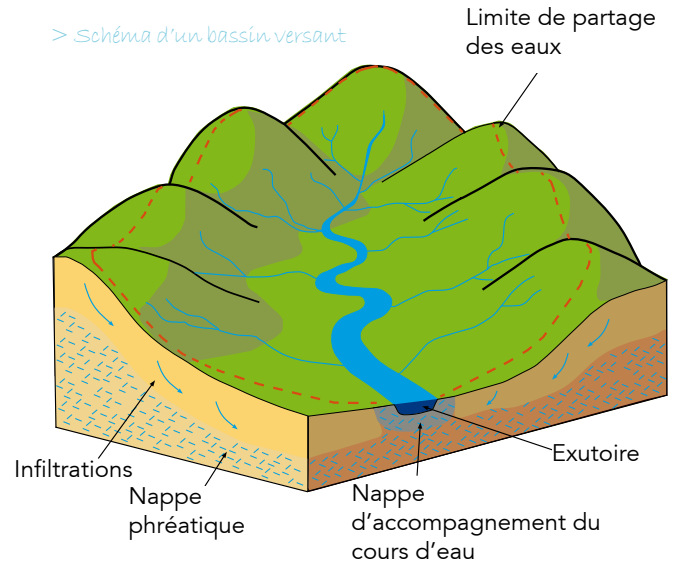 > Schéma d'un bassin versant
Limite de partage
des eaux
Infiltrations
Nappe
phréatique
Nappe
d'accompagnement du
cours d'eau
Exutoire